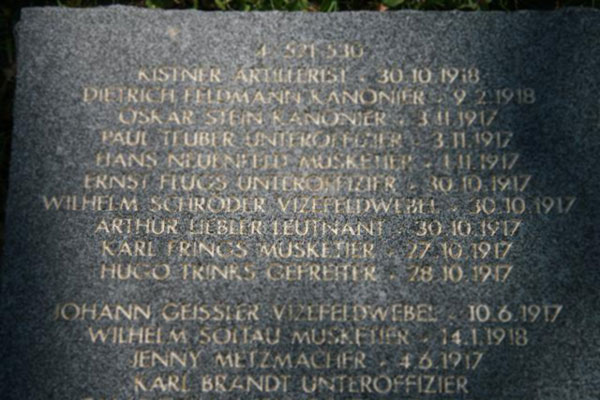 4 521-530
KISTNER ARTILLERIST - 30.10.1918
DIETRICH FELDMANN KANONIER - 9.2.1918
OSKAR STEIN KANONIER - 3.11.1917
PAUL TEUBER UNTEROFFIZIER - 3.11.1917
HANS NEUENFELD MUSKETIER - 1.11.1917
ERNST FLUGS UNTEROFFIZIER - 30.10.1917
WILHELM SCHRÖDER VIZEFELDWEBEL - 30.10.1917
ARTHUR LIEBLER LEUTNANT - 30.10.1917
KARL FRINGS MUSKETIER - 27.10.1917
HUGO TRINKS GEFREITER - 28.10.1917
JOHANN GEISSLER VIZEFELDWEBEL - 10.6.1917
WILHELM SOLTAU MUSKETIER - 14.1.1918
JENNY METZMACHER - 4.6.1917
KARL BRANDT UNTEROFFIZIER